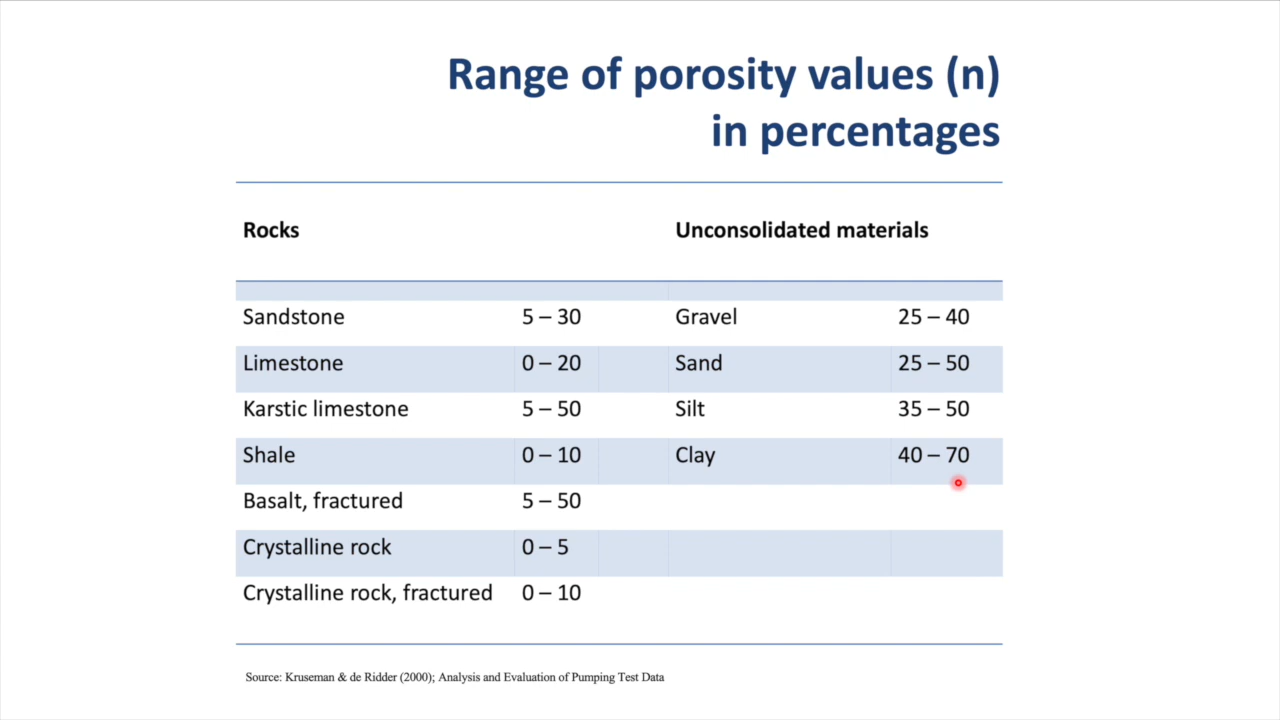 Range of porosity values (n)
in percentages
Rocks Unconsolidated materials
Sandstone 5 – 30 Gravel 25 – 40
Limestone 0 – 20 Sand 25 – 50
Karstic limestone 5 – 50 Silt 35 – 50
Shale 0 – 10 Clay 40 – 70
Basalt, fractured 5 – 50
Crystalline rock 0 – 5
Crystalline rock, fractured 0 – 10
Source: Kruseman & de Ridder (2000); Analysis and Evaluation of Pumping Test Data